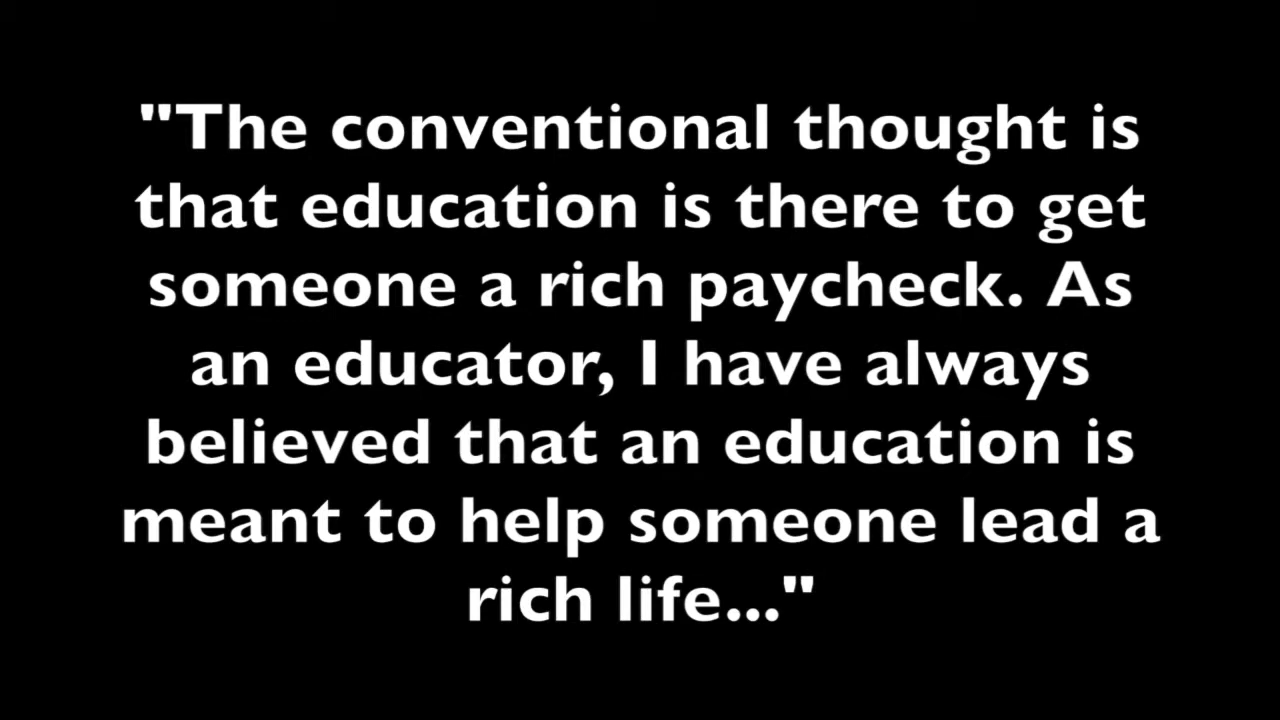 "The conventional thought is
that education is there to get
someone a rich paycheck. As
an educator, I have always
believed that an education is
meant to help someone lead a
rich life..."